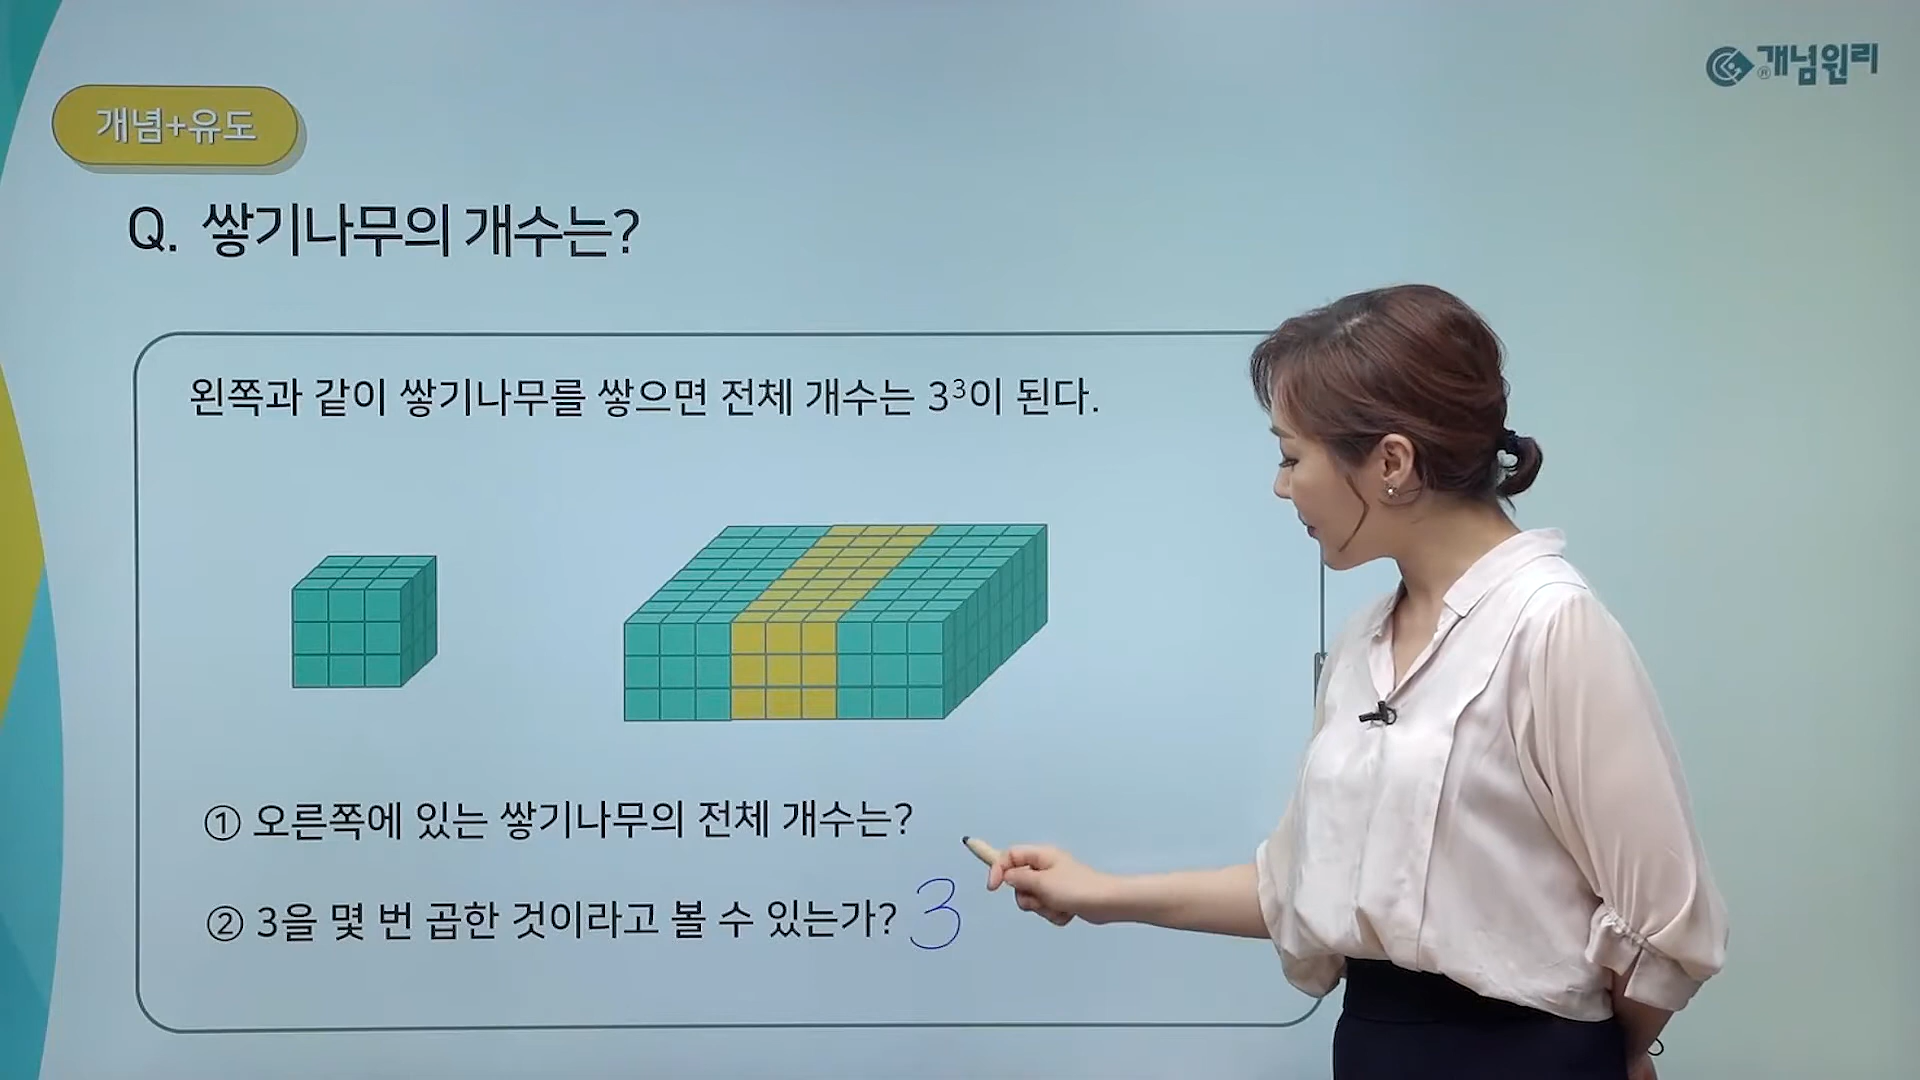 개념원리
개념+유도
Q. 쌓기나무의 개수는?
왼쪽과 같이 쌓기나무를 쌓으면 전체 개수는 3³이 된다.
① 오른쪽에 있는 쌓기나무의 전체 개수는?
② 3을 몇 번 곱한 것이라고 볼 수 있는가? 3